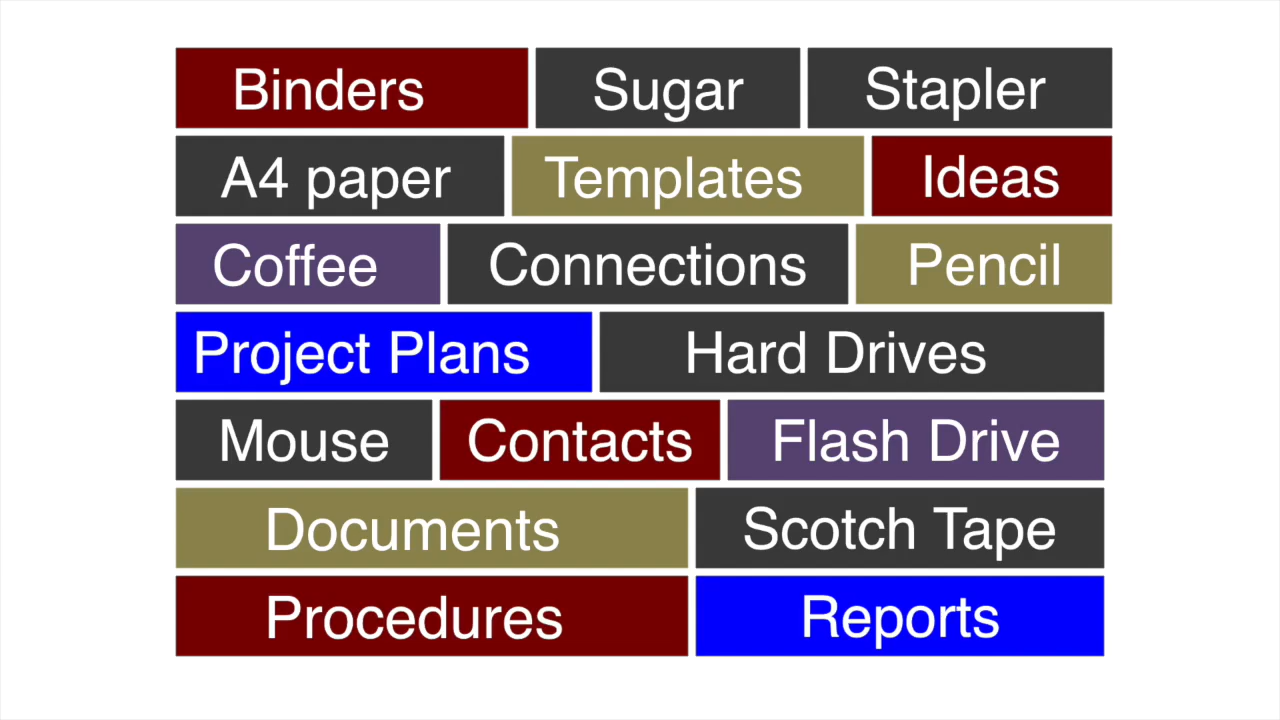 Binders Sugar Stapler
A4 paper Templates Ideas
Coffee Connections Pencil
Project Plans Hard Drives
Mouse Contacts Flash Drive
Documents Scotch Tape
Procedures Reports